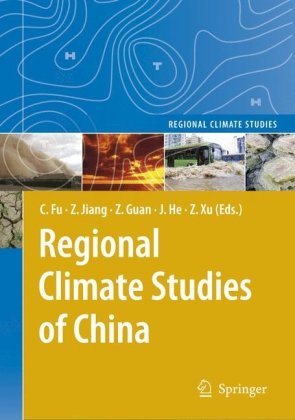 H
T
H
REGIONAL CLIMATE STUDIES
C. Fu · Z. Jiang · Z. Guan · J. He · Z. Xu (Eds.)
Regional
Climate Studies
of China
Springer